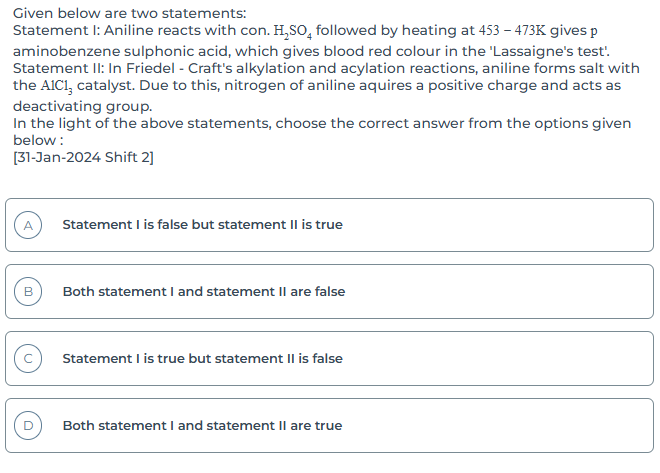 Given below are two statements:
Statement I: Aniline reacts with con. H₂SO₄ followed by heating at 453 – 473K gives p
aminobenzene sulphonic acid, which gives blood red colour in the 'Lassaigne's test'.
Statement II: In Friedel - Craft's alkylation and acylation reactions, aniline forms salt with
the AlCl₃ catalyst. Due to this, nitrogen of aniline aquires a positive charge and acts as
deactivating group.
In the light of the above statements, choose the correct answer from the options given
below :
[31-Jan-2024 Shift 2]
A Statement I is false but statement II is true
B Both statement I and statement II are false
C Statement I is true but statement II is false
D Both statement I and statement II are true